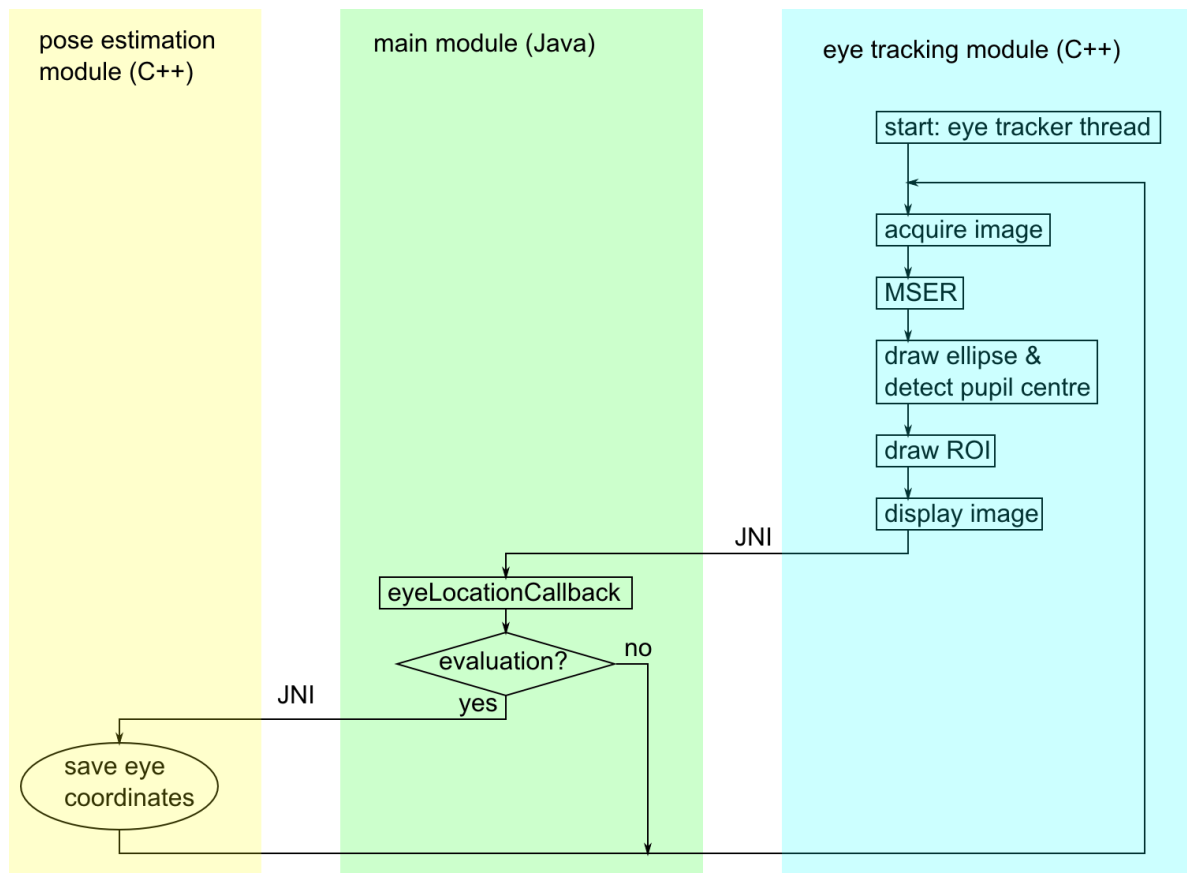 pose estimation
module (C++)
main module (Java)
eye tracking module (C++)
start: eye tracker thread
acquire image
MSER
draw ellipse &
detect pupil centre
draw ROI
display image
JNI
eyeLocationCallback
evaluation?
no
yes
JNI
save eye
coordinates